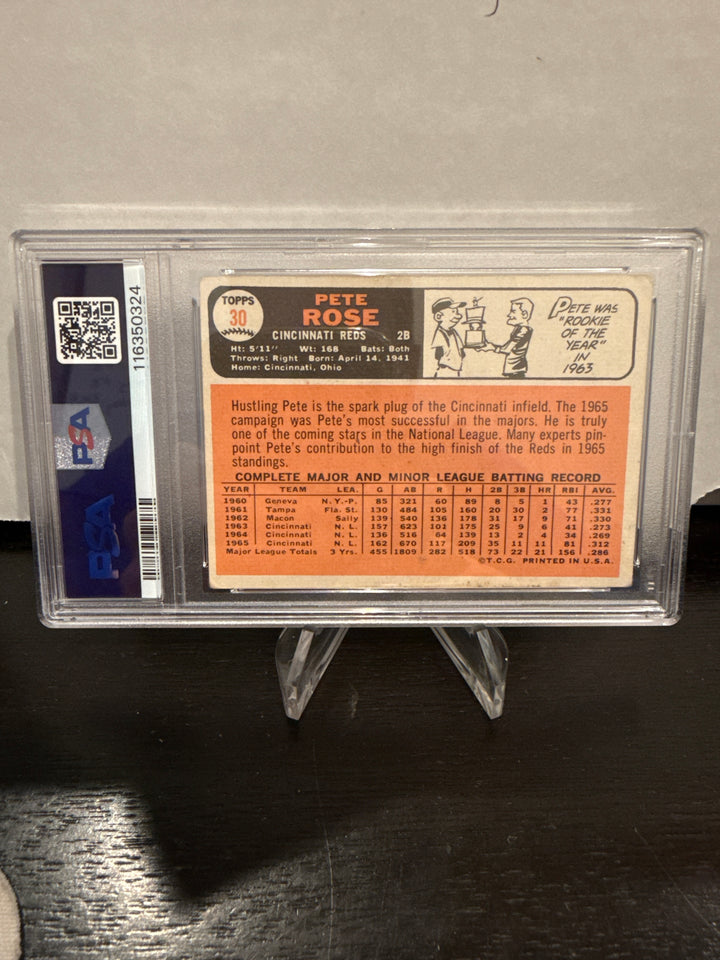 PSA
PSA
116350324
TOPPS
30
PETE
ROSE
CINCINNATI REDS 2B
Ht: 5'11" Wt: 168 Bats: Both
Throws: Right Born: April 14, 1941
Home: Cincinnati, Ohio
PETE WAS
"ROOKIE
OF THE
YEAR"
IN
1963
Hustling Pete is the spark plug of the Cincinnati infield. The 1965
campaign was Pete's most successful in the majors. He is truly
one of the coming stars in the National League. Many experts pin-
point Pete's contribution to the high finish of the Reds in 1965
standings.
COMPLETE MAJOR AND MINOR LEAGUE BATTING RECORD
YEAR TEAM LEA. G AB R H 2B 3B HR RBI AVG.
1960 Geneva N.Y.-P. 85 321 60 89 8 5 1 43 .277
1961 Tampa Fla. St. 130 484 105 160 20 30 2 77 .331
1962 Macon Sally 139 540 136 178 31 17 9 71 .330
1963 Cincinnati N. L. 157 623 101 175 25 9 6 41 .273
1964 Cincinnati N. L. 136 516 64 139 13 2 4 34 .269
1965 Cincinnati N. L. 162 670 117 209 35 11 11 81 .312
Major League Totals 3 Yrs. 455 1809 282 518 73 22 21 156 .286
©T.C.G. PRINTED IN U.S.A.